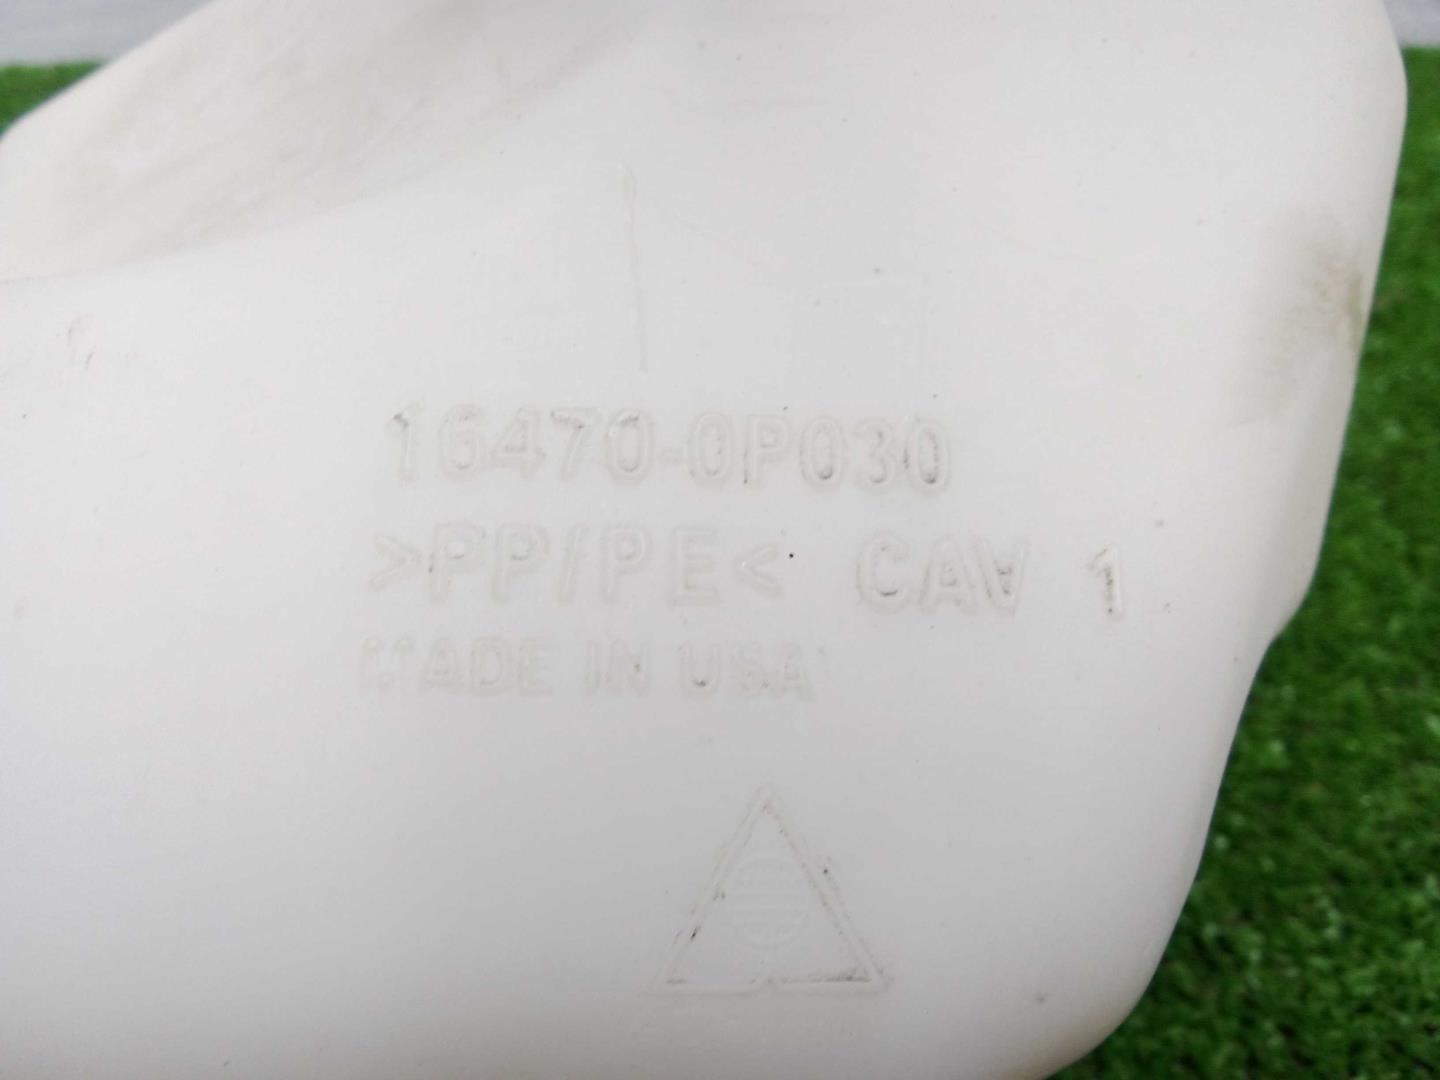 16470-0P030
>PP/PE< CAV 1
MADE IN USA